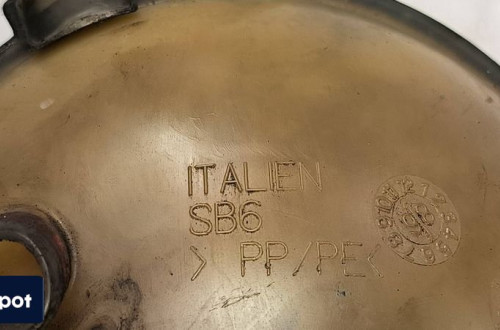 ITALIEN
SB6
> PP/PE<
pot